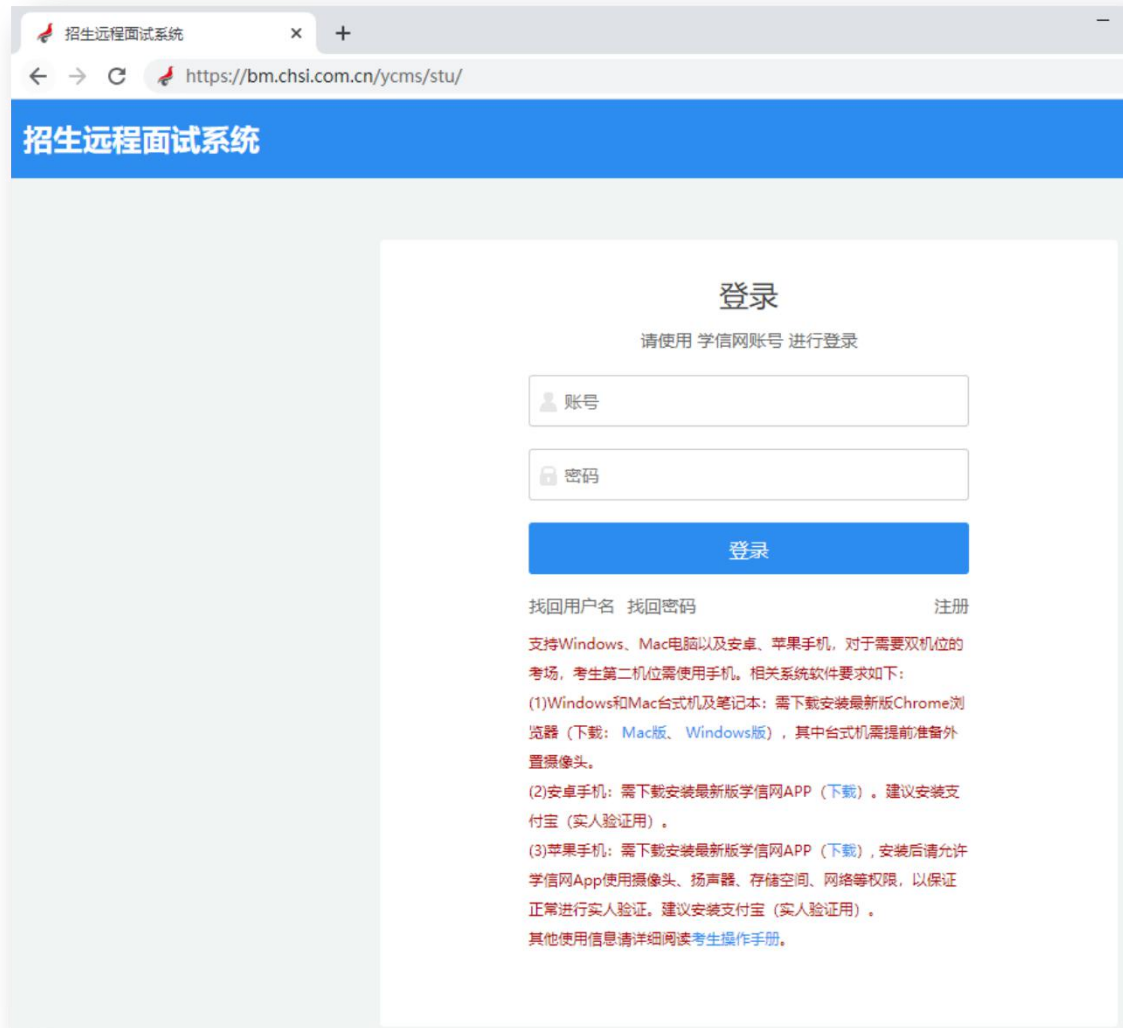 招生远程面试系统
https://bm.chsi.com.cn/ycms/stu/
招生远程面试系统
登录
请使用 学信网账号 进行登录
账号
密码
登录
找回用户名 找回密码 注册
支持Windows、Mac电脑以及安卓、苹果手机，对于需要双机位的
考场，考生第二机位需使用手机。相关系统软件要求如下：
(1)Windows和Mac台式机及笔记本：需下载安装最新版Chrome浏
览器（下载： Mac版、 Windows版），其中台式机需提前准备外
置摄像头。
(2)安卓手机：需下载安装最新版学信网APP（下载）。建议安装支
付宝（实人验证用）。
(3)苹果手机：需下载安装最新版学信网APP（下载）, 安装后请允许
学信网App使用摄像头、扬声器、存储空间、网络等权限，以保证
正常进行实人验证。建议安装支付宝（实人验证用）。
其他使用信息请详细阅读考生操作手册。